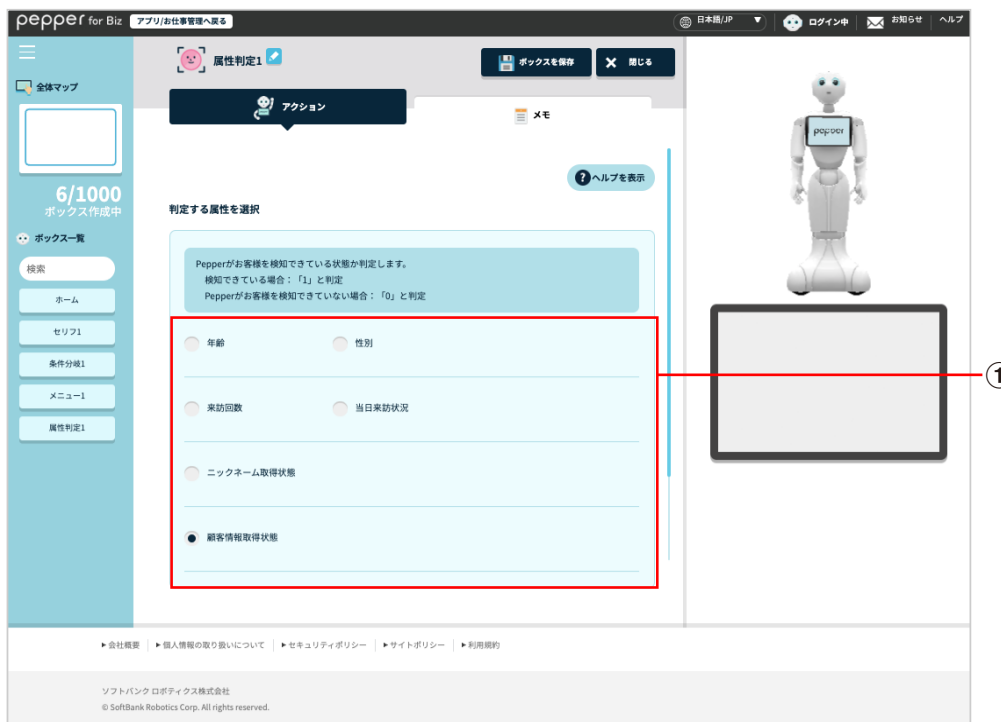 pepper for Biz アプリ/お仕事管理へ戻る 日本語/JP ▼ ログイン中 お知らせ ヘルプ
属性判定1 ボックスを保存 × 閉じる
全体マップ
アクション メモ
pepper
?ヘルプを表示
6/1000
ボックス作成中
判定する属性を選択
ボックス一覧
検索
ホーム
セリフ1
条件分岐1
メニュー1
属性判定1
Pepperがお客様を検知できている状態か判定します。
検知できている場合:「1」と判定
Pepperがお客様を検知できていない場合:「0」と判定
年齢 性別
①
来訪回数 当日来訪状況
ニックネーム取得状態
顧客情報取得状態
▶会社概要 ▶個人情報の取り扱いについて ▶セキュリティポリシー ▶サイトポリシー ▶利用規約
ソフトバンク ロボティクス株式会社
© SoftBank Robotics Corp. All rights reserved.